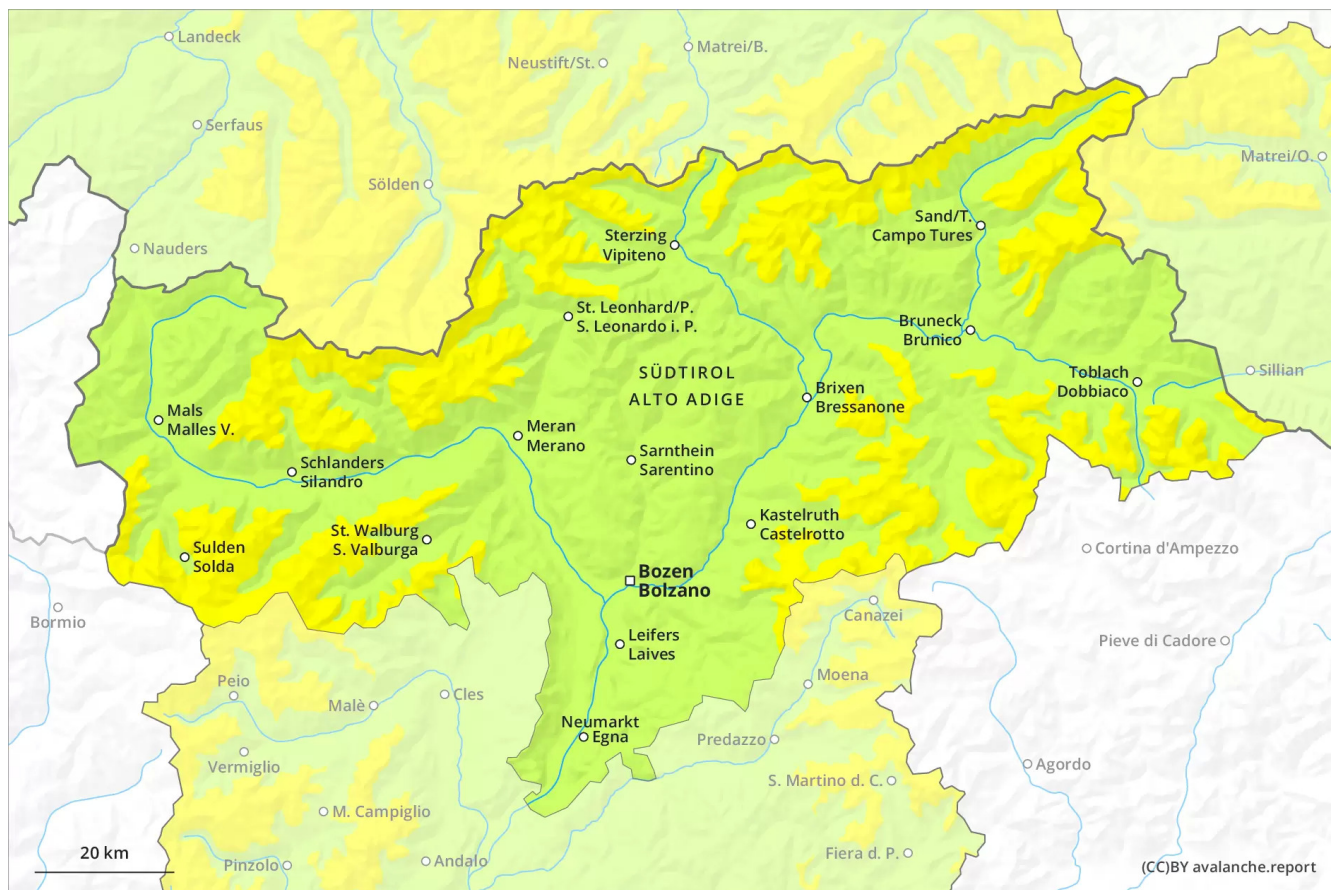 Landeck
Matrei/B.
Neustift/St.
Serfaus
Matrei/O.
Sölden
Sand/T.
Campo Tures
Sterzing
Vipiteno
Nauders
St. Leonhard/P.
S. Leonardo i. P.
Bruneck
Brunico
SÜDTIROL
ALTO ADIGE
Toblach
Dobbiaco
Sillian
Brixen
Bressanone
Mals
Malles V.
Meran
Merano
Sarnthein
Sarentino
Schlanders
Silandro
Kastelruth
Castelrotto
St. Walburg
S. Valburga
Sulden
Solda
Cortina d'Ampezzo
Bozen
Bolzano
Bormio
Canazei
Leifers
Laives
Pieve di Cadore
Peio
Moena
Malè
Cles
Neumarkt
Egna
Predazzo
Vermiglio
Agordo
S. Martino d. C.
M. Campiglio
20 km
Pinzolo
Andalo
Fiera d. P.
(CC)BY avalanche.report